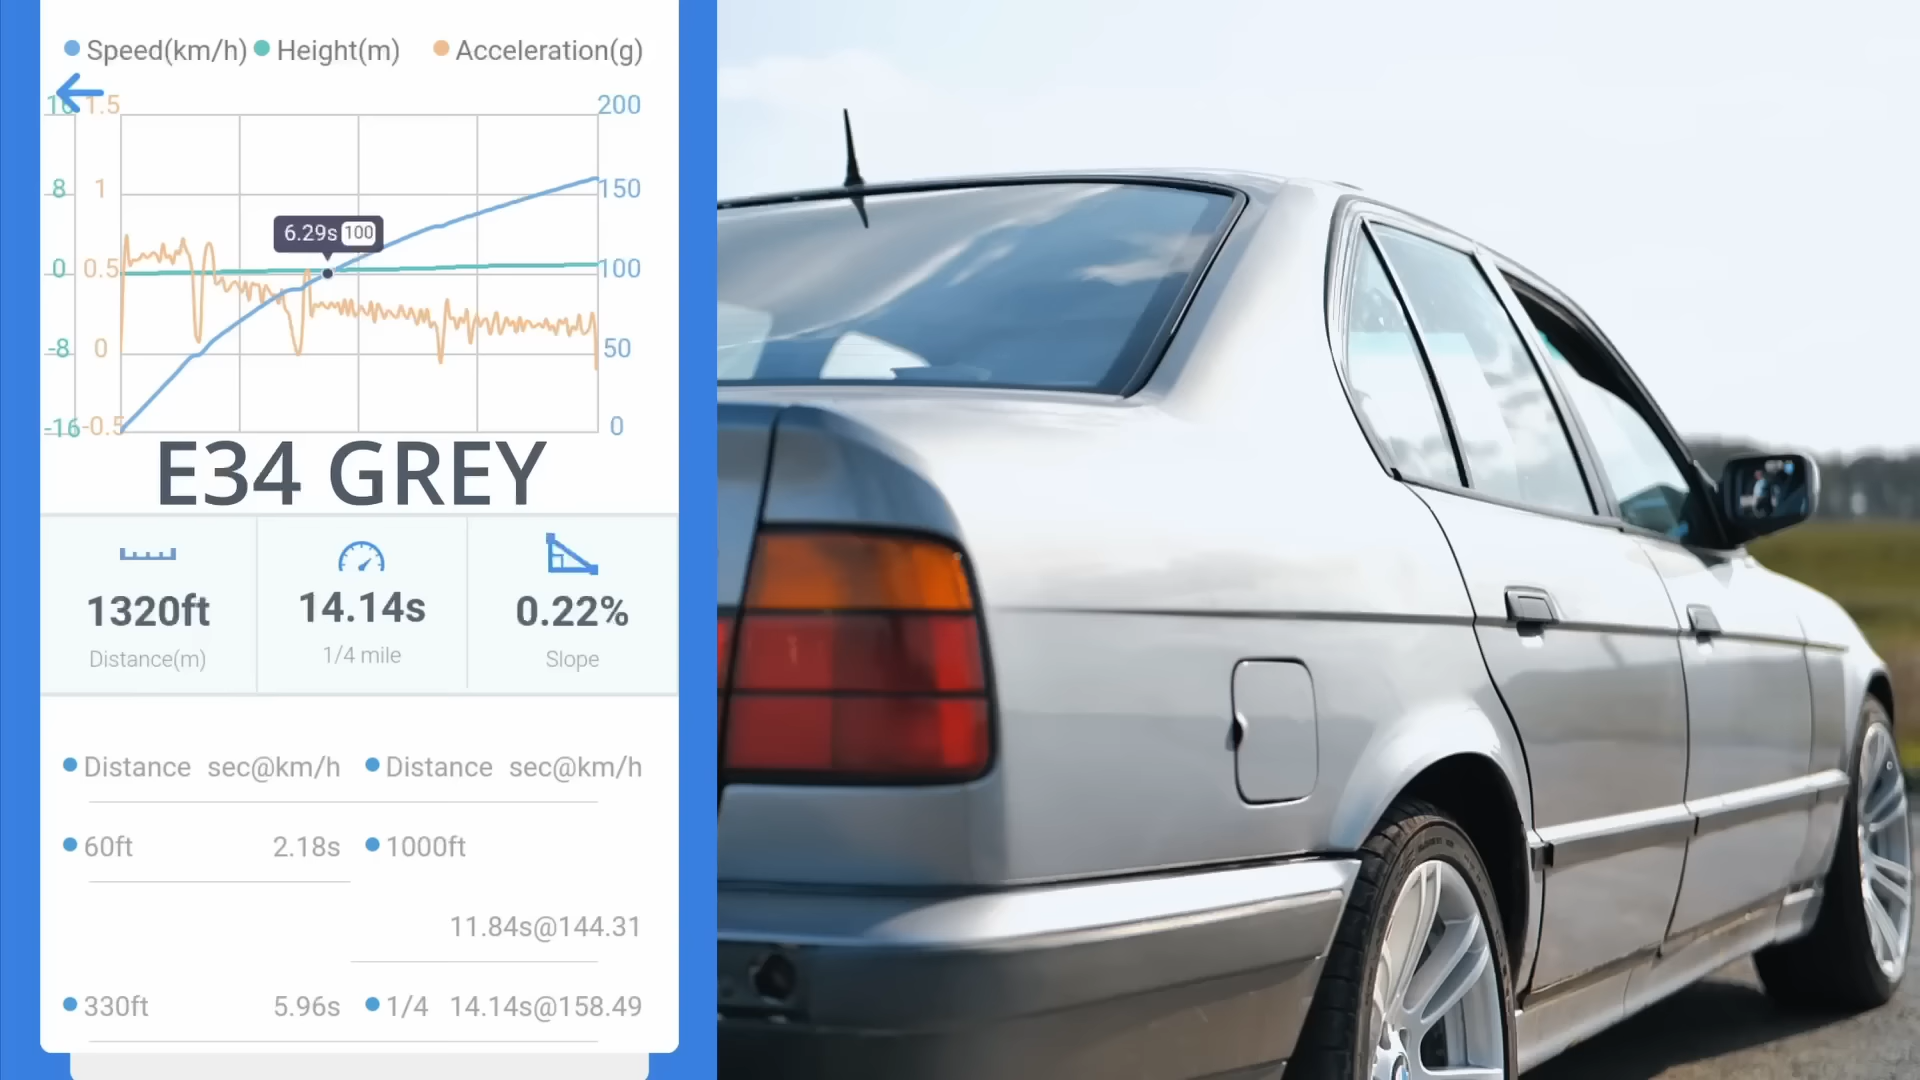 Speed(km/h) Height(m) Acceleration(g)
16 1.5 200
8 1 150
6.29s 100
0 0.5 100
-8 0 50
-16 -0.5 0
E34 GREY
1320ft 14.14s 0.22%
Distance(m) 1/4 mile Slope
Distance sec@km/h Distance sec@km/h
60ft 2.18s 1000ft
11.84s@144.31
330ft 5.96s 1/4 14.14s@158.49